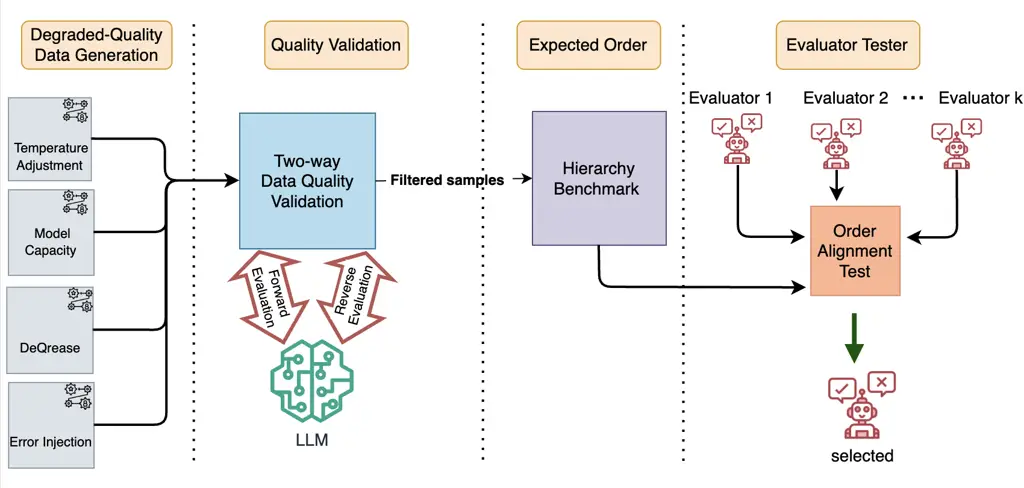 Degraded-Quality
Data Generation
Quality Validation
Expected Order
Evaluator Tester
Temperature
Adjustment
Model
Capacity
DeQrease
Error Injection
Two-way
Data Quality
Validation
Forward
Evaluation
Reverse
Evaluation
LLM
Filtered samples
Hierarchy
Benchmark
Evaluator 1
Evaluator 2
Evaluator k
Order
Alignment
Test
selected